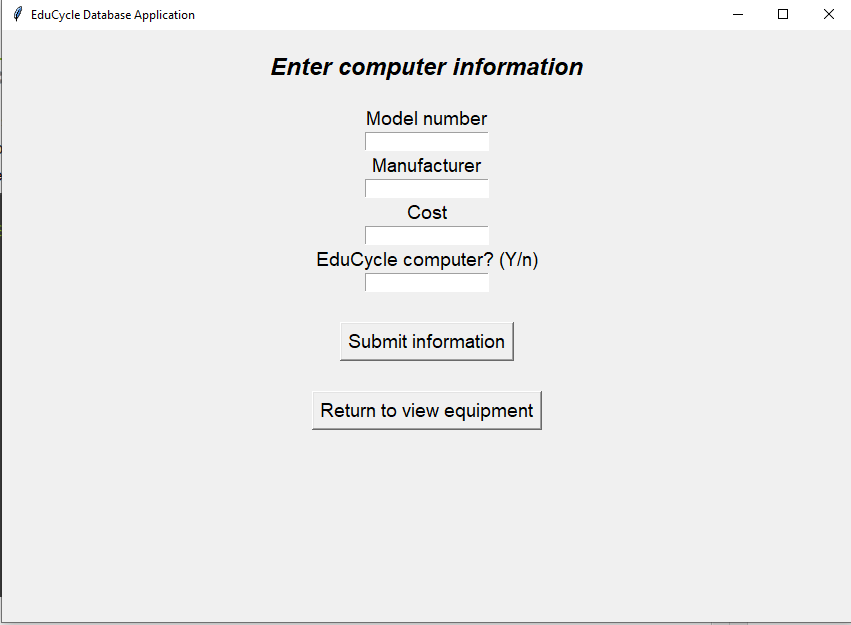 EduCycle Database Application
Enter computer information
Model number
Manufacturer
Cost
EduCycle computer? (Y/n)
Submit information
Return to view equipment